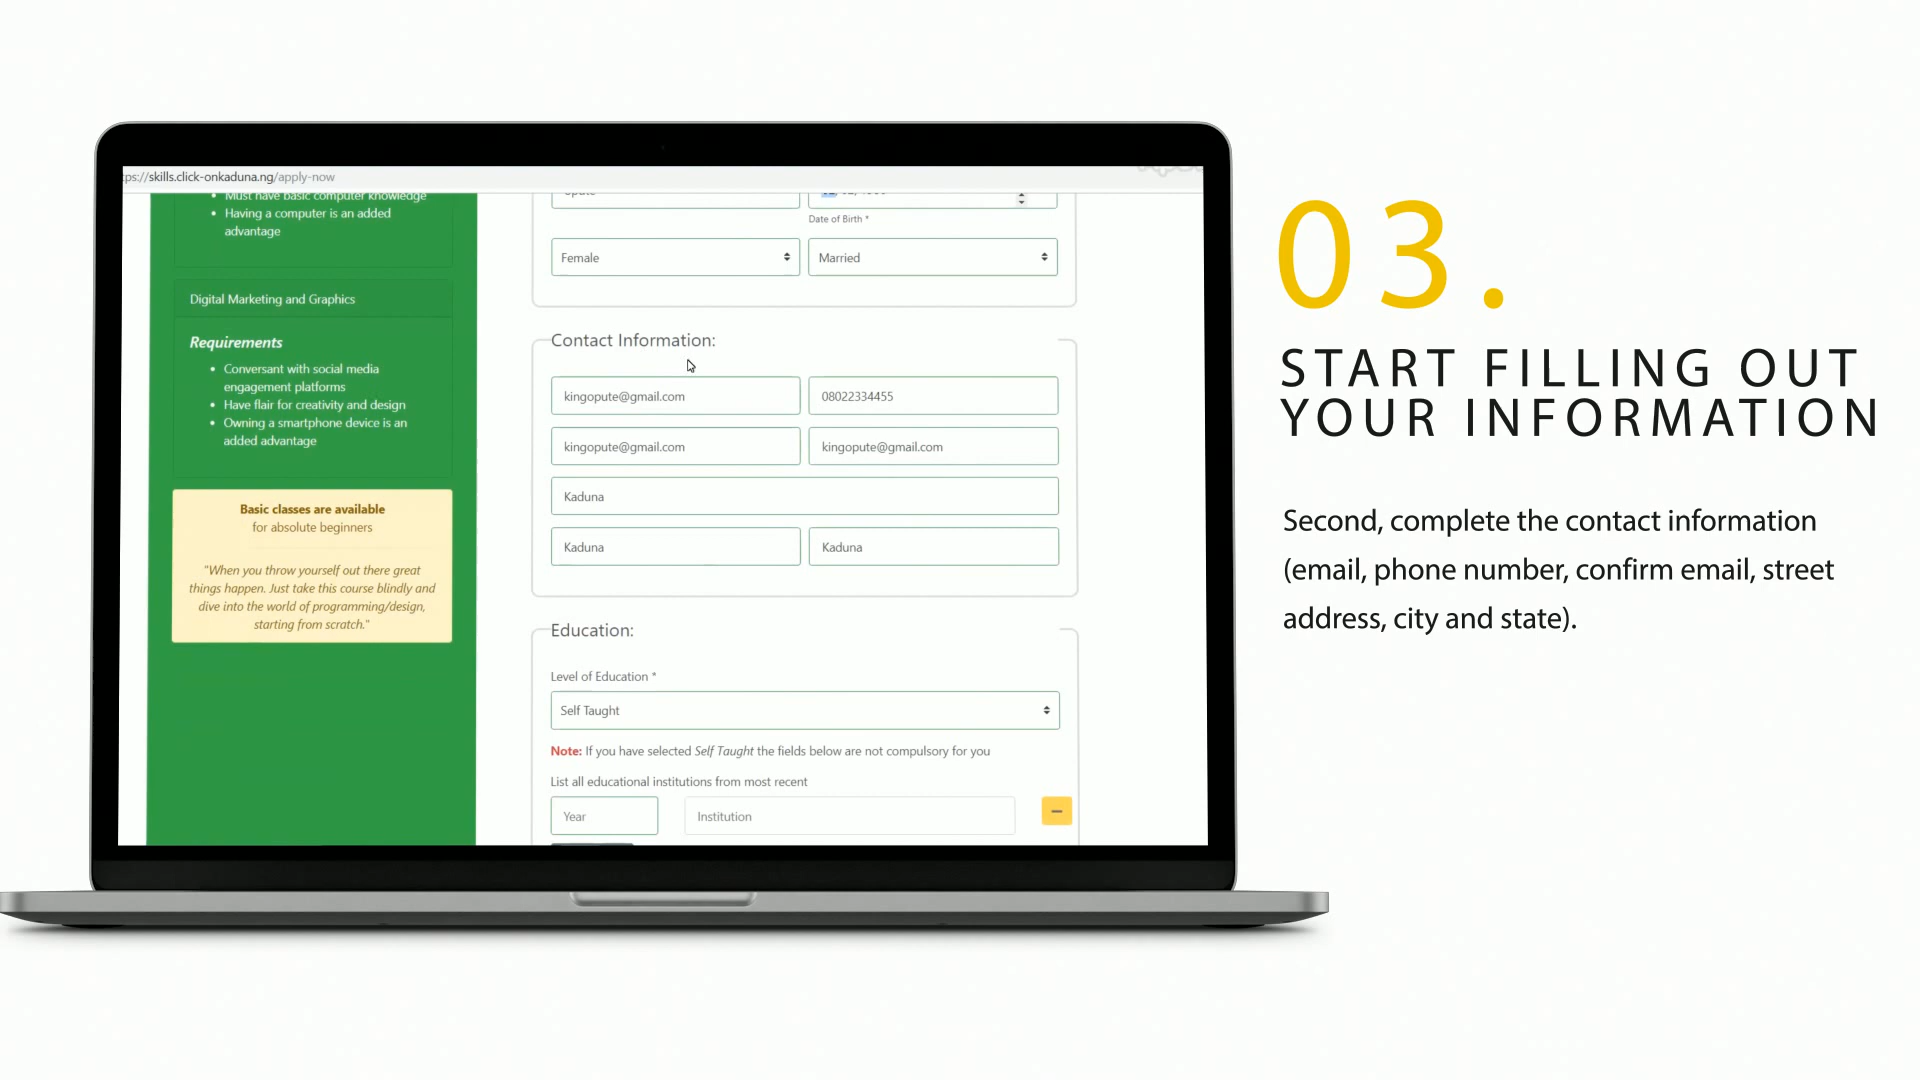 tps://skills.click-onkaduna.ng/apply-now
Must have basic computer knowledge
Having a computer is an added
advantage
Digital Marketing and Graphics
Requirements
Conversant with social media
engagement platforms
Have flair for creativity and design
Owning a smartphone device is an
added advantage
Basic classes are available
for absolute beginners
"When you throw yourself out there great
things happen. Just take this course blindly and
dive into the world of programming/design,
starting from scratch."
Date of Birth *
Female
Married
Contact Information:
kingopute@gmail.com
08022334455
kingopute@gmail.com
kingopute@gmail.com
Kaduna
Kaduna
Kaduna
Education:
Level of Education *
Self Taught
Note: If you have selected Self Taught the fields below are not compulsory for you
List all educational institutions from most recent
Year
Institution
03.
START FILLING OUT
YOUR INFORMATION
Second, complete the contact information
(email, phone number, confirm email, street
address, city and state).